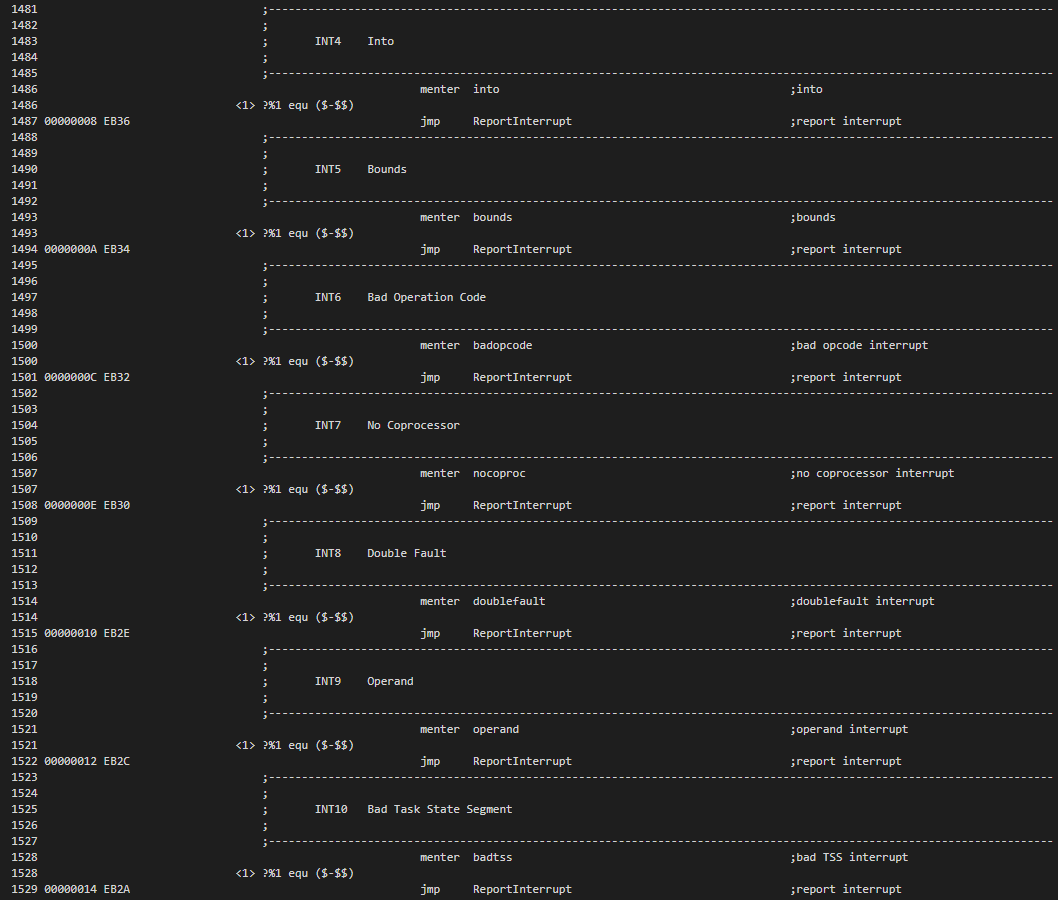 1481 ;-----------------------------------------------------------------------------------------------------------------------
1482 ;
1483 ; INT4 Into
1484 ;
1485 ;-----------------------------------------------------------------------------------------------------------------------
1486 menter into ;into
1486 <1> ?%1 equ ($-$$)
1487 00000008 EB36 jmp ReportInterrupt ;report interrupt
1488 ;-----------------------------------------------------------------------------------------------------------------------
1489 ;
1490 ; INT5 Bounds
1491 ;
1492 ;-----------------------------------------------------------------------------------------------------------------------
1493 menter bounds ;bounds
1493 <1> ?%1 equ ($-$$)
1494 0000000A EB34 jmp ReportInterrupt ;report interrupt
1495 ;-----------------------------------------------------------------------------------------------------------------------
1496 ;
1497 ; INT6 Bad Operation Code
1498 ;
1499 ;-----------------------------------------------------------------------------------------------------------------------
1500 menter badopcode ;bad opcode interrupt
1500 <1> ?%1 equ ($-$$)
1501 0000000C EB32 jmp ReportInterrupt ;report interrupt
1502 ;-----------------------------------------------------------------------------------------------------------------------
1503 ;
1504 ; INT7 No Coprocessor
1505 ;
1506 ;-----------------------------------------------------------------------------------------------------------------------
1507 menter nocoproc ;no coprocessor interrupt
1507 <1> ?%1 equ ($-$$)
1508 0000000E EB30 jmp ReportInterrupt ;report interrupt
1509 ;-----------------------------------------------------------------------------------------------------------------------
1510 ;
1511 ; INT8 Double Fault
1512 ;
1513 ;-----------------------------------------------------------------------------------------------------------------------
1514 menter doublefault ;doublefault interrupt
1514 <1> ?%1 equ ($-$$)
1515 00000010 EB2E jmp ReportInterrupt ;report interrupt
1516 ;-----------------------------------------------------------------------------------------------------------------------
1517 ;
1518 ; INT9 Operand
1519 ;
1520 ;-----------------------------------------------------------------------------------------------------------------------
1521 menter operand ;operand interrupt
1521 <1> ?%1 equ ($-$$)
1522 00000012 EB2C jmp ReportInterrupt ;report interrupt
1523 ;-----------------------------------------------------------------------------------------------------------------------
1524 ;
1525 ; INT10 Bad Task State Segment
1526 ;
1527 ;-----------------------------------------------------------------------------------------------------------------------
1528 menter badtss ;bad TSS interrupt
1528 <1> ?%1 equ ($-$$)
1529 00000014 EB2A jmp ReportInterrupt ;report interrupt